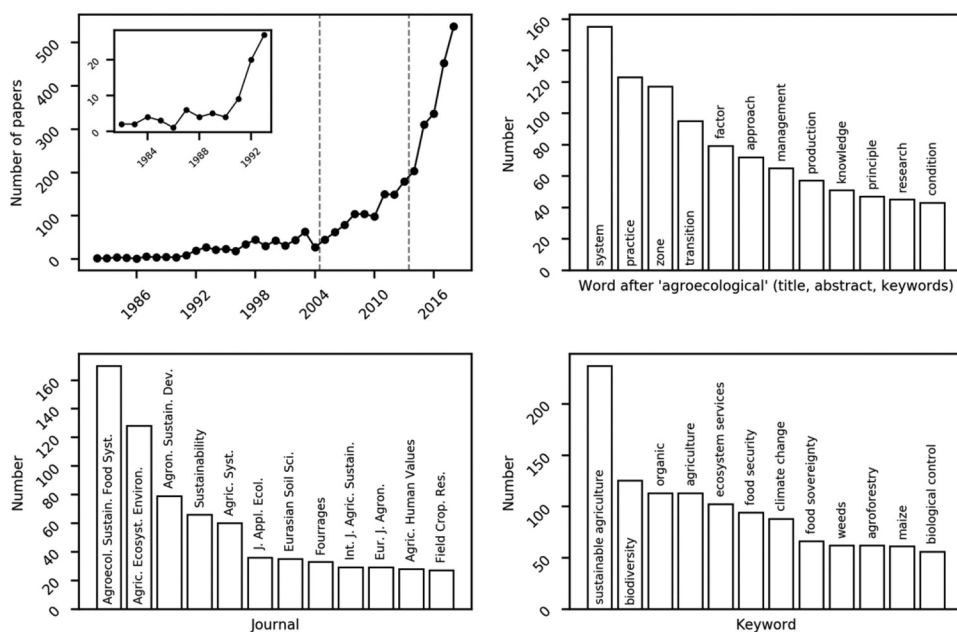 Number of papers
0
100
200
300
400
500
1986
1992
1998
2004
2010
2016
0
10
20
1984
1988
1992
Number
0
20
40
60
80
100
120
140
160
system
practice
zone
transition
factor
approach
management
production
knowledge
principle
research
condition
Word after 'agroecological' (title, abstract, keywords)
Number
0
20
40
60
80
100
120
140
160
Agroecol. Sustain. Food Syst.
Agric. Ecosyst. Environ.
Agron. Sustain. Dev.
Sustainability
Agric. Syst.
J. Appl. Ecol.
Eurasian Soil Sci.
Fourrages
Int. J. Agric. Sustain.
Eur. J. Agron.
Agric. Human Values
Field Crop. Res.
Journal
Number
0
50
100
150
200
sustainable agriculture
biodiversity
organic
agriculture
ecosystem services
food security
climate change
food sovereignty
weeds
agroforestry
maize
biological control
Keyword